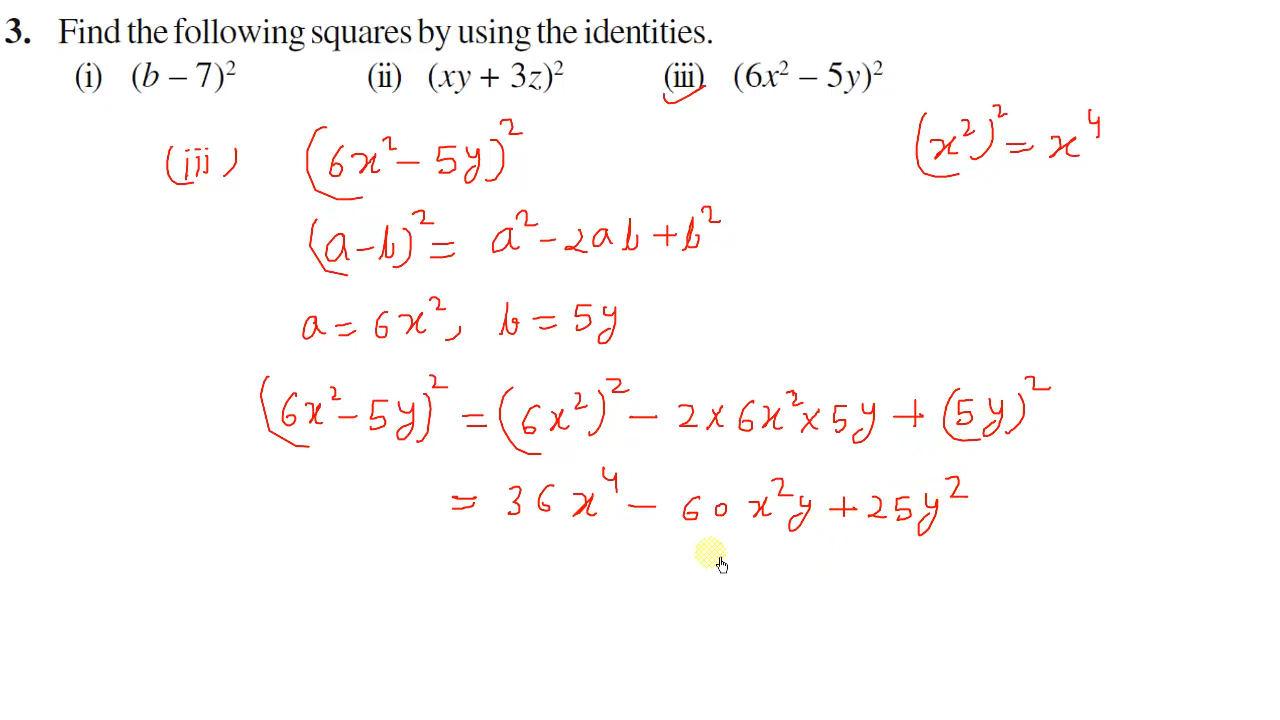 3. Find the following squares by using the identities.
(i) (b – 7)² (ii) (xy + 3z)² (iii) (6x² – 5y)²
(iii) (6x² – 5y)² (x²)² = x⁴
(a – b)² = a² – 2ab + b²
a = 6x², b = 5y
(6x² – 5y)² = (6x²)² – 2 × 6x² × 5y + (5y)²
= 36x⁴ – 60x²y + 25y²